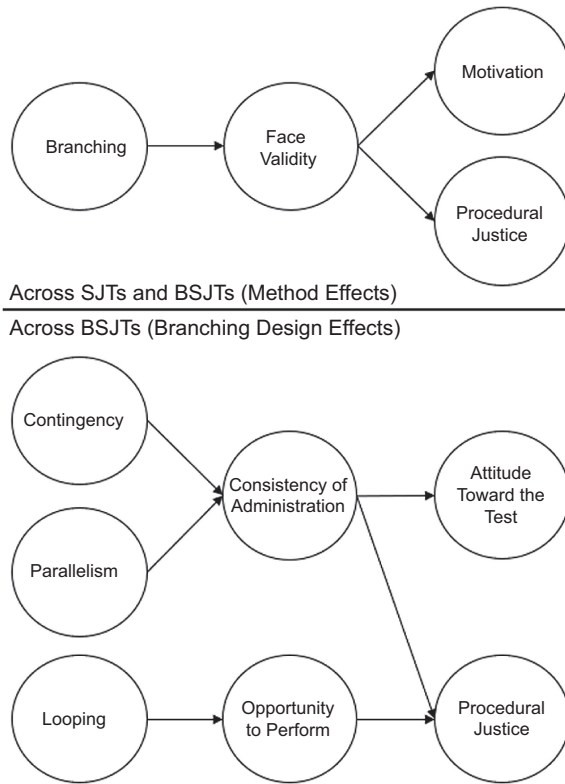 Motivation
Branching
Face
Validity
Procedural
Justice
Across SJTs and BSJTs (Method Effects)
Across BSJTs (Branching Design Effects)
Contingency
Consistency of
Administration
Attitude
Toward the
Test
Parallelism
Looping
Opportunity
to Perform
Procedural
Justice